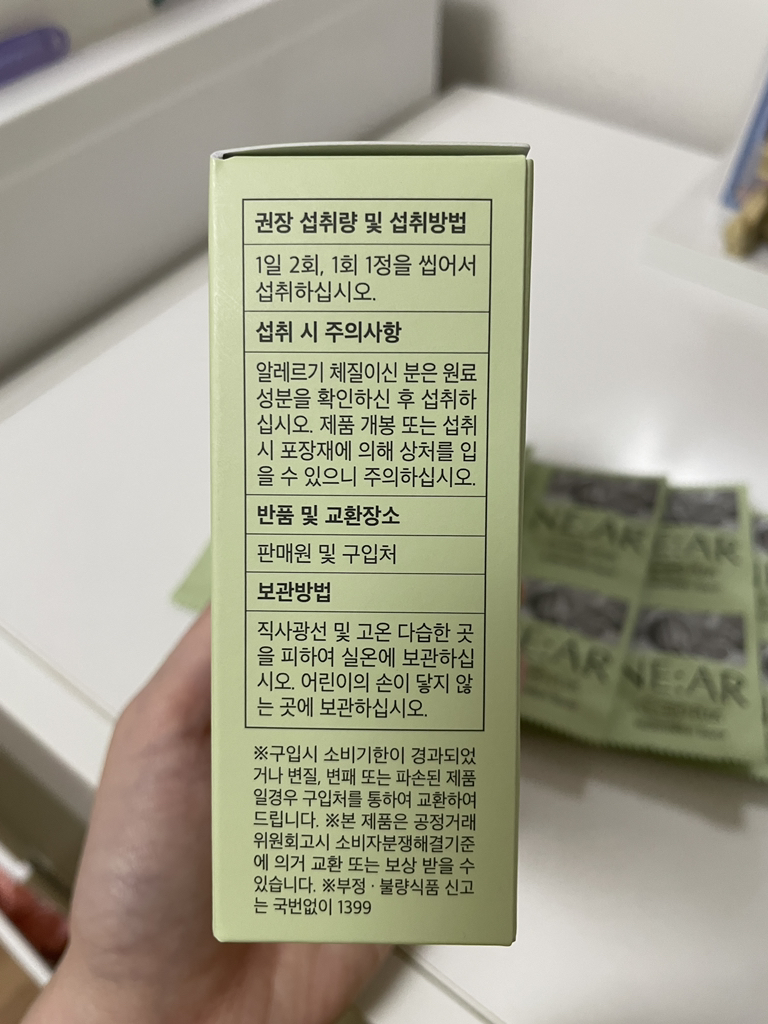 권장 섭취량 및 섭취방법
1일 2회, 1회 1정을 씹어서
섭취하십시오.
섭취 시 주의사항
알레르기 체질이신 분은 원료
성분을 확인하신 후 섭취하
십시오. 제품 개봉 또는 섭취
시 포장재에 의해 상처를 입
을 수 있으니 주의하십시오.
반품 및 교환장소
판매원 및 구입처
보관방법
직사광선 및 고온 다습한 곳
을 피하여 실온에 보관하십
시오. 어린이의 손이 닿지 않
는 곳에 보관하십시오.
※구입시 소비기한이 경과되었
거나 변질, 변패 또는 파손된 제품
일경우 구입처를 통하여 교환하여
드립니다. ※본 제품은 공정거래
위원회고시 소비자분쟁해결기준
에 의거 교환 또는 보상 받을 수
있습니다. ※부정 · 불량식품 신고
는 국번없이 1399
NE:AR
NE:AR
NE:AR
NE:AR